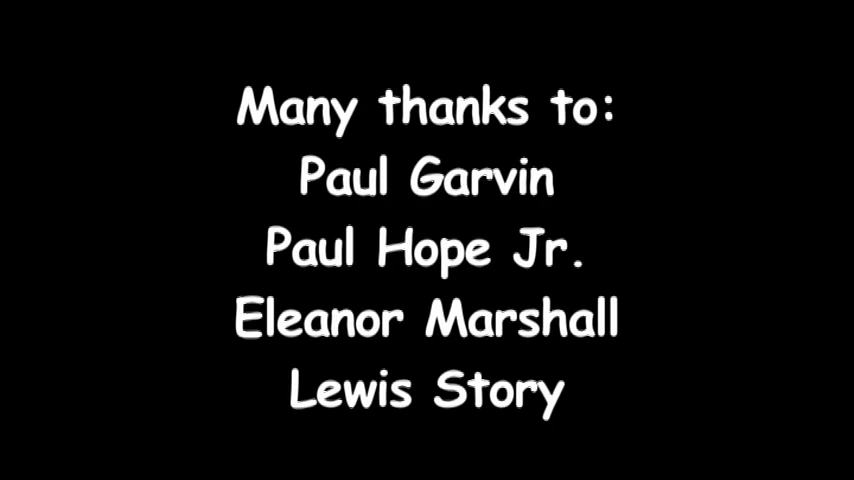 Many thanks to:
Paul Garvin
Paul Hope Jr.
Eleanor Marshall
Lewis Story